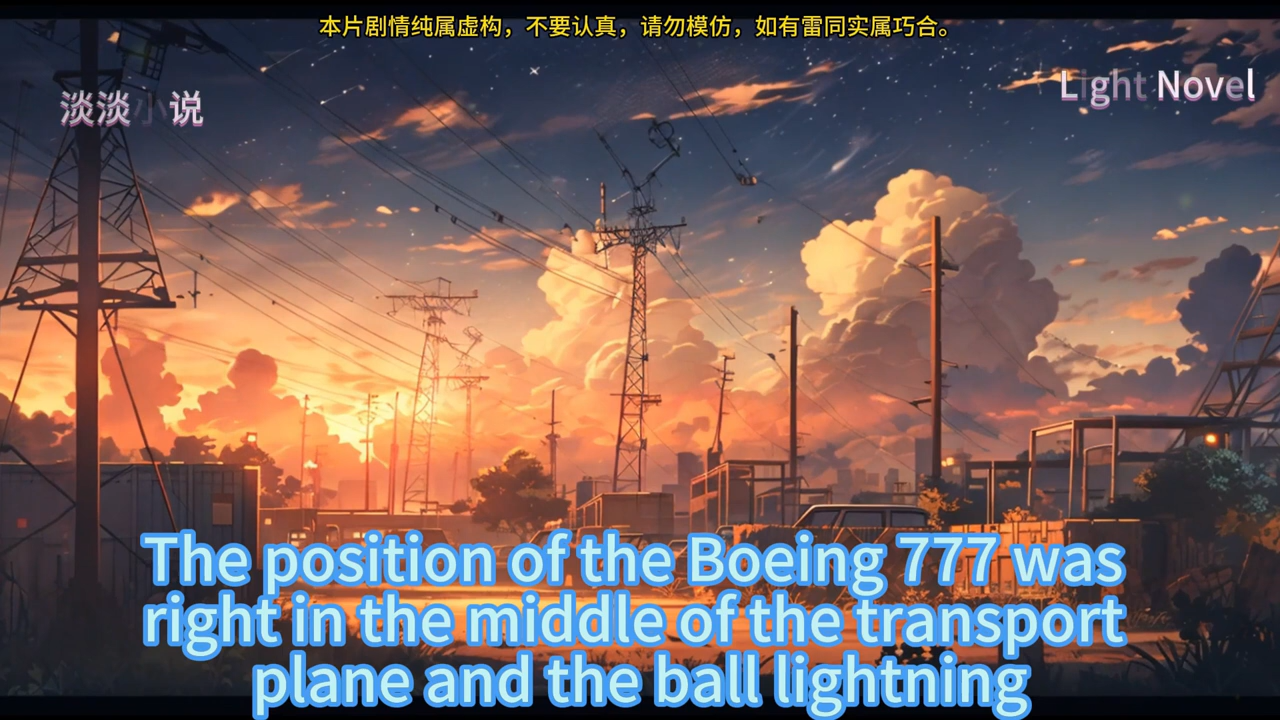 本片剧情纯属虚构，不要认真，请勿模仿，如有雷同实属巧合。
淡淡小说
Light Novel
The position of the Boeing 777 was
right in the middle of the transport
plane and the ball lightning